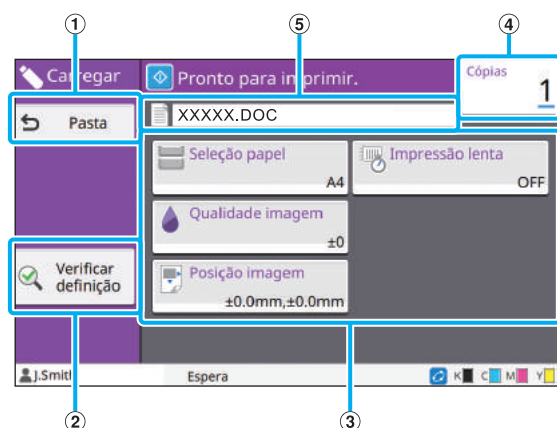 ① ⑤ ④
Carregar
Pronto para imprimir.
Cópias
1
Pasta
XXXXX.DOC
Seleção papel
A4
Impressão lenta
OFF
Qualidade imagem
±0
Verificar
definição
Posição imagem
±0.0mm,±0.0mm
J.Smith
Espera
K C M Y
② ③